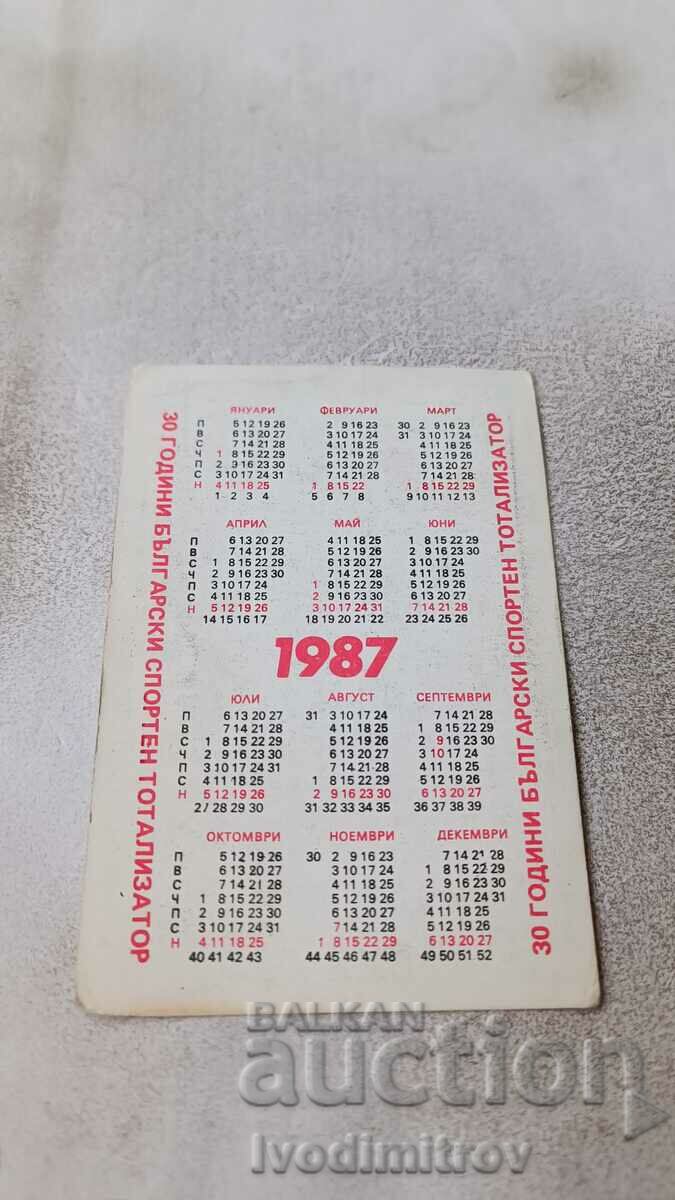 30 ГОДИНИ БЪЛГАРСКИ СПОРТЕН ТОТАЛИЗАТОР
ЯНУАРИ ФЕВРУАРИ МАРТ
П 5 12 19 26 2 9 16 23 30 2 9 16 23
В 6 13 20 27 3 10 17 24 31 3 10 17 24
С 7 14 21 28 4 11 18 25 4 11 18 25
Ч 1 8 15 22 29 5 12 19 26 5 12 19 26
П 2 9 16 23 30 6 13 20 27 6 13 20 27
С 3 10 17 24 31 7 14 21 28 7 14 21 28
Н 4 11 18 25 1 8 15 22 1 8 15 22 29
1 2 3 4 5 6 7 8 9 10 11 12 13
АПРИЛ МАЙ ЮНИ
П 6 13 20 27 4 11 18 25 1 8 15 22 29
В 7 14 21 28 5 12 19 26 2 9 16 23 30
С 1 8 15 22 29 6 13 20 27 3 10 17 24
Ч 2 9 16 23 30 7 14 21 28 4 11 18 25
П 3 10 17 24 1 8 15 22 29 5 12 19 26
С 4 11 18 25 2 9 16 23 30 6 13 20 27
Н 5 12 19 26 3 10 17 24 31 7 14 21 28
14 15 16 17 18 19 20 21 22 23 24 25 26
1987
ЮЛИ АВГУСТ СЕПТЕМВРИ
П 6 13 20 27 31 3 10 17 24 7 14 21 28
В 7 14 21 28 4 11 18 25 1 8 15 22 29
С 1 8 15 22 29 5 12 19 26 2 9 16 23 30
Ч 2 9 16 23 30 6 13 20 27 3 10 17 24
П 3 10 17 24 31 7 14 21 28 4 11 18 25
С 4 11 18 25 1 8 15 22 29 5 12 19 26
Н 5 12 19 26 2 9 16 23 30 6 13 20 27
27 28 29 30 31 32 33 34 35 36 37 38 39
ОКТОМВРИ НОЕМВРИ ДЕКЕМВРИ
П 5 12 19 26 30 2 9 16 23 7 14 21 28
В 6 13 20 27 3 10 17 24 1 8 15 22 29
С 7 14 21 28 4 11 18 25 2 9 16 23 30
Ч 1 8 15 22 29 5 12 19 26 3 10 17 24 31
П 2 9 16 23 30 6 13 20 27 4 11 18 25
С 3 10 17 24 31 7 14 21 28 5 12 19 26
Н 4 11 18 25 1 8 15 22 29 6 13 20 27
40 41 42 43 44 45 46 47 48 49 50 51 52
30 ГОДИНИ БЪЛГАРСКИ СПОРТЕН ТОТАЛИЗАТОР
BALKAN
auction
Ivodimitrov